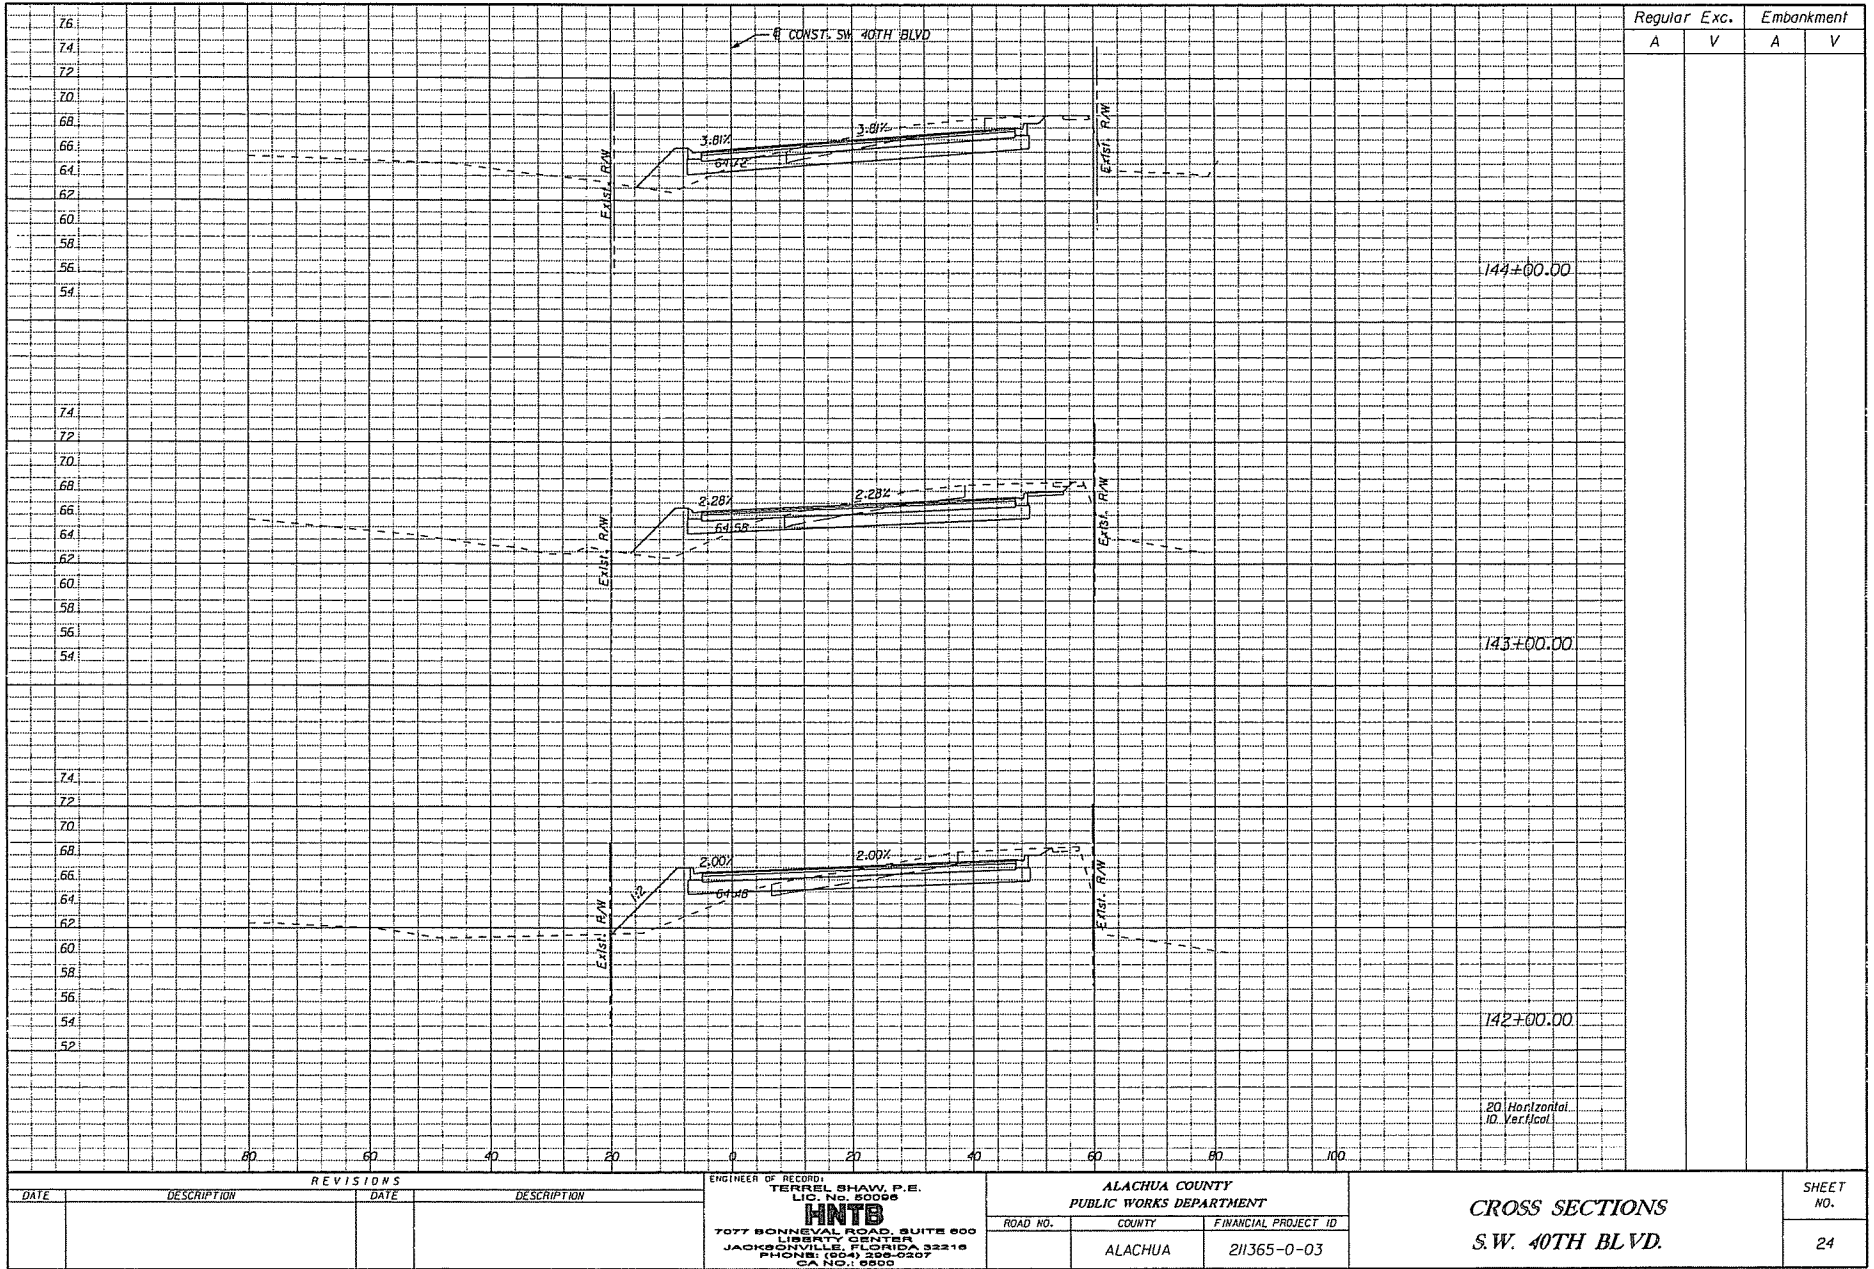 Regular Exc. Embankment
A V A V
76
74
72
70
68
66
64
62
60
58
56
54
CONST. SW 40TH BLVD
3.81% 3.81%
64.72
Exist. R/W
Exist. R/W
144+00.00
74
72
70
68
66
64
62
60
58
56
54
2.28% 2.28%
64.58
Exist. R/W
Exist. R/W
143+00.00
74
72
70
68
66
64
62
60
58
56
54
52
2.00% 2.00%
1:2
64.48
Exist. R/W
Exist. R/W
142+00.00
20 Horizontal
10 Vertical
80 60 40 20 0 20 40 60 80 100
REVISIONS
DATE DESCRIPTION DATE DESCRIPTION
ENGINEER OF RECORD:
TERREL SHAW, P.E.
LIC. No. 50096
HNTB
7077 BONNEVAL ROAD, SUITE 600
LIBERTY CENTER
JACKSONVILLE, FLORIDA 32216
PHONE: (904) 296-0207
CA NO.: 6500
ALACHUA COUNTY
PUBLIC WORKS DEPARTMENT
ROAD NO. COUNTY FINANCIAL PROJECT ID
ALACHUA 211365-0-03
CROSS SECTIONS
S.W. 40TH BLVD.
SHEET
NO.
24